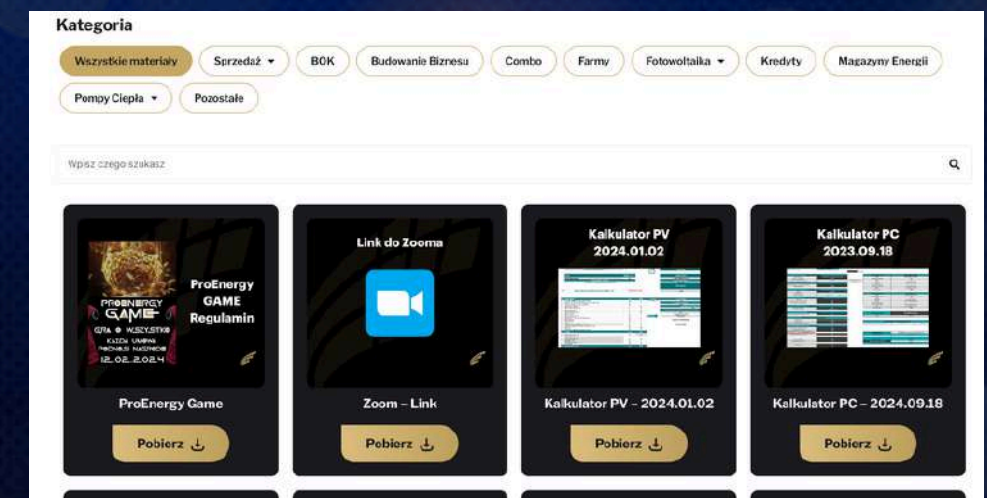 Kategoria
Wszystkie materiały
Sprzedaż
BOK
Budowanie Biznesu
Combo
Farmy
Fotowoltaika
Kredyty
Magazyny Energii
Pompy Ciepła
Pozostałe
Wpisz czego szukasz
PROENERGY
GAME
GRA O WSZYSTKO
12.02.2024
ProEnergy
GAME
Regulamin
ProEnergy Game
Pobierz
Link do Zooma
Zoom – Link
Pobierz
Kalkulator PV
2024.01.02
Kalkulator PV – 2024.01.02
Pobierz
Kalkulator PC
2023.09.18
Kalkulator PC – 2024.09.18
Pobierz